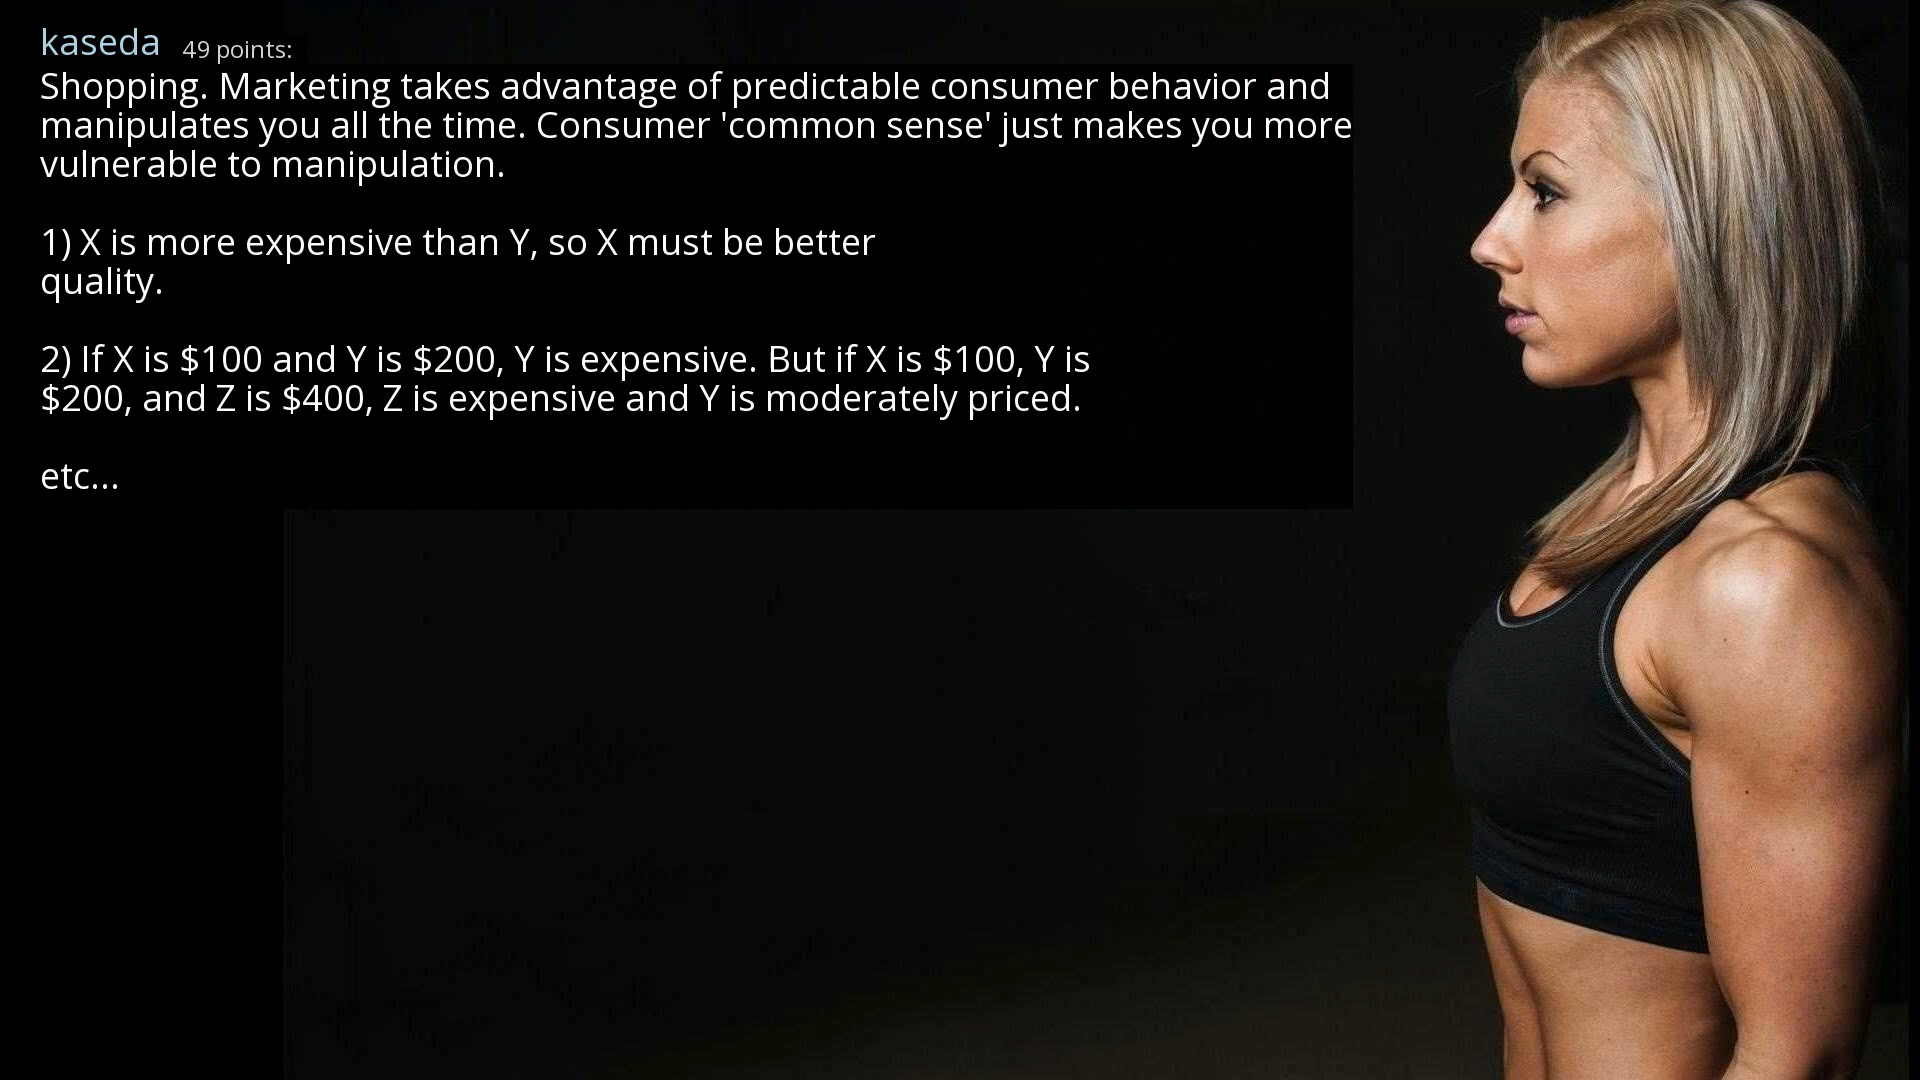 kaseda 49 points:
Shopping. Marketing takes advantage of predictable consumer behavior and
manipulates you all the time. Consumer 'common sense' just makes you more
vulnerable to manipulation.
1) X is more expensive than Y, so X must be better
quality.
2) If X is $100 and Y is $200, Y is expensive. But if X is $100, Y is
$200, and Z is $400, Z is expensive and Y is moderately priced.
etc...